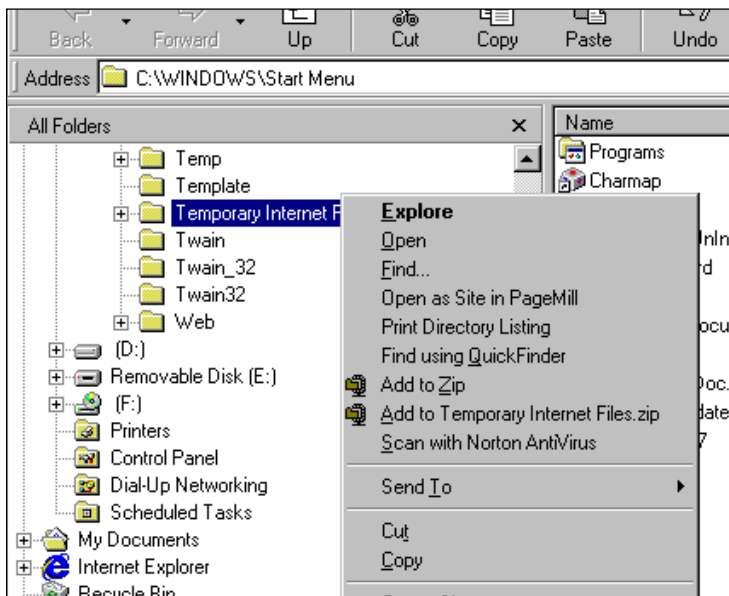 Back Forward Up Cut Copy Paste Undo
Address C:\WINDOWS\Start Menu
All Folders
Temp
Template
Temporary Internet F
Twain
Twain_32
Twain32
Web
(D:)
Removable Disk (E:)
(F:)
Printers
Control Panel
Dial-Up Networking
Scheduled Tasks
My Documents
Internet Explorer
Recycle Bin
Name
Programs
Charmap
Explore
Open
Find...
Open as Site in PageMill
Print Directory Listing
Find using QuickFinder
Add to Zip
Add to Temporary Internet Files.zip
Scan with Norton AntiVirus
Send To
Cut
Copy